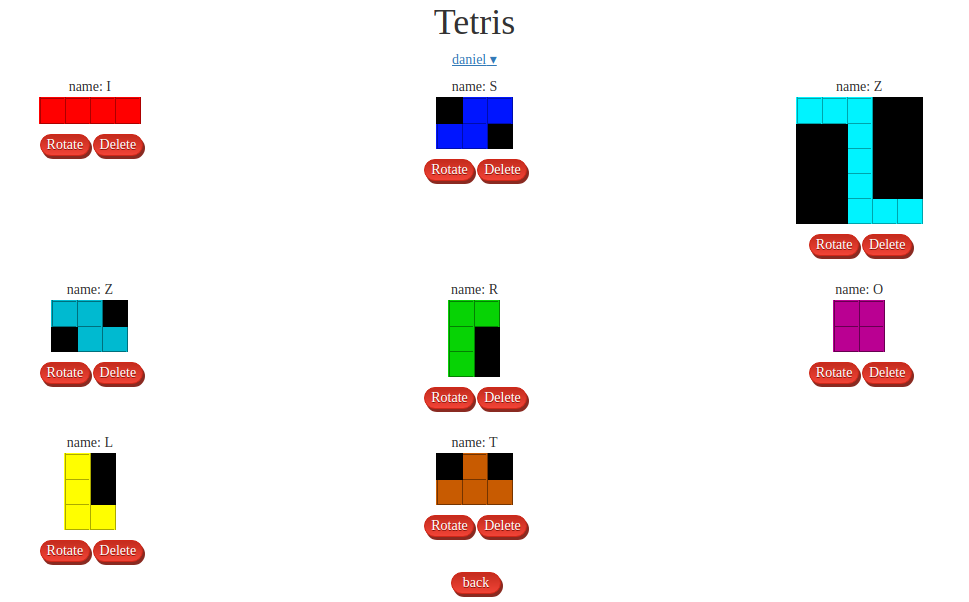 Tetris
daniel ▾
name: I
Rotate Delete
name: S
Rotate Delete
name: Z
Rotate Delete
name: Z
Rotate Delete
name: R
Rotate Delete
name: O
Rotate Delete
name: L
Rotate Delete
name: T
Rotate Delete
back